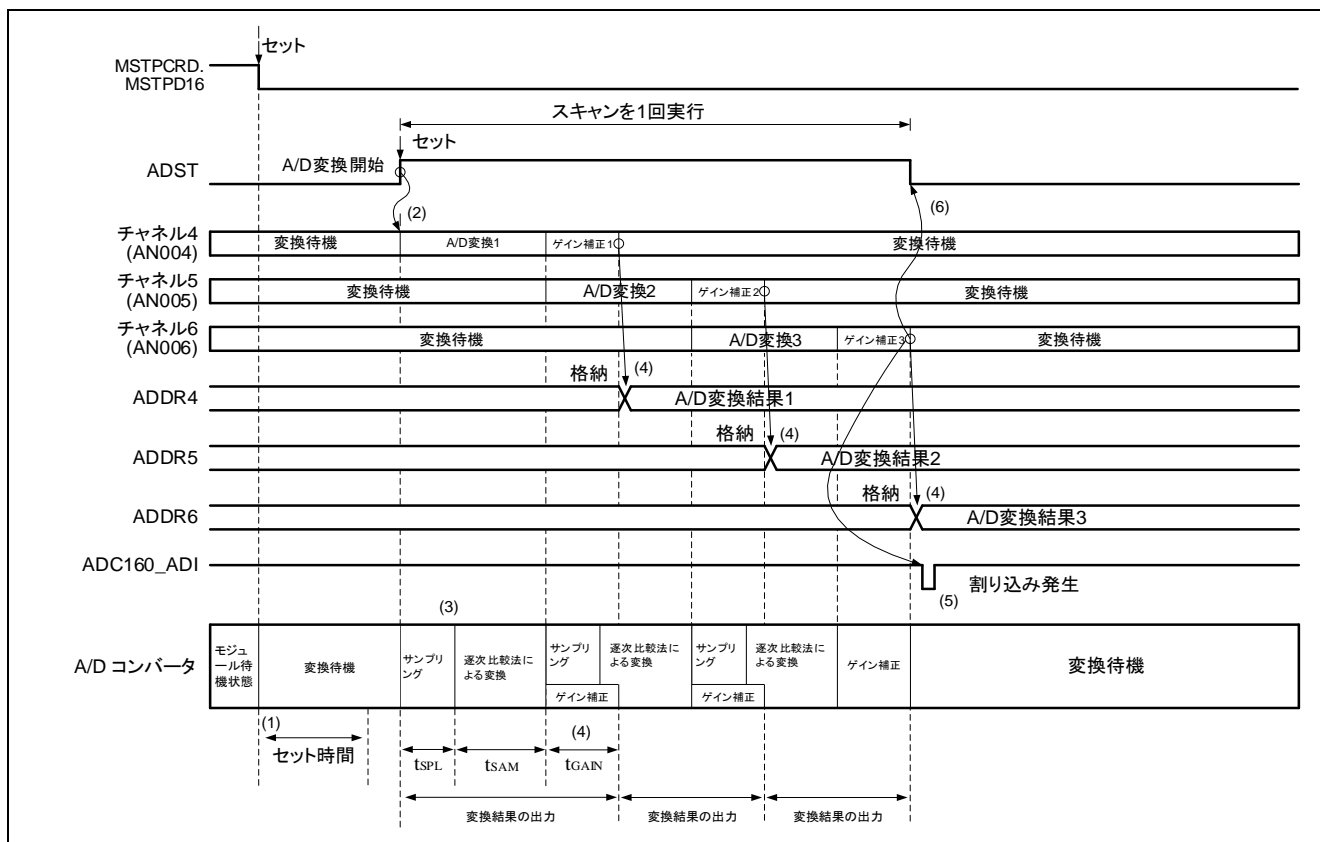 セット
MSTPCRD.
MSTPD16
スキャンを1回実行
セット
ADST
A/D変換開始
(2)
(6)
チャネル4
(AN004)
変換待機
A/D変換1
ゲイン補正1
変換待機
チャネル5
(AN005)
変換待機
A/D変換2
ゲイン補正2
変換待機
チャネル6
(AN006)
変換待機
A/D変換3
ゲイン補正3
変換待機
格納
(4)
ADDR4
A/D変換結果1
格納
(4)
ADDR5
A/D変換結果2
格納
(4)
ADDR6
A/D変換結果3
ADC160_ADI
割り込み発生
(5)
(3)
A/D コンバータ
モジュ
ール待
機状態
変換待機
サンプリ
ング
逐次比較法に
よる変換
サンプリ
ング
ゲイン補正
逐次比較法に
よる変換
サンプリ
ング
ゲイン補正
逐次比較法に
よる変換
ゲイン補正
変換待機
(1)
セット時間
tSPL
tSAM
(4)
tGAIN
変換結果の出力
変換結果の出力
変換結果の出力